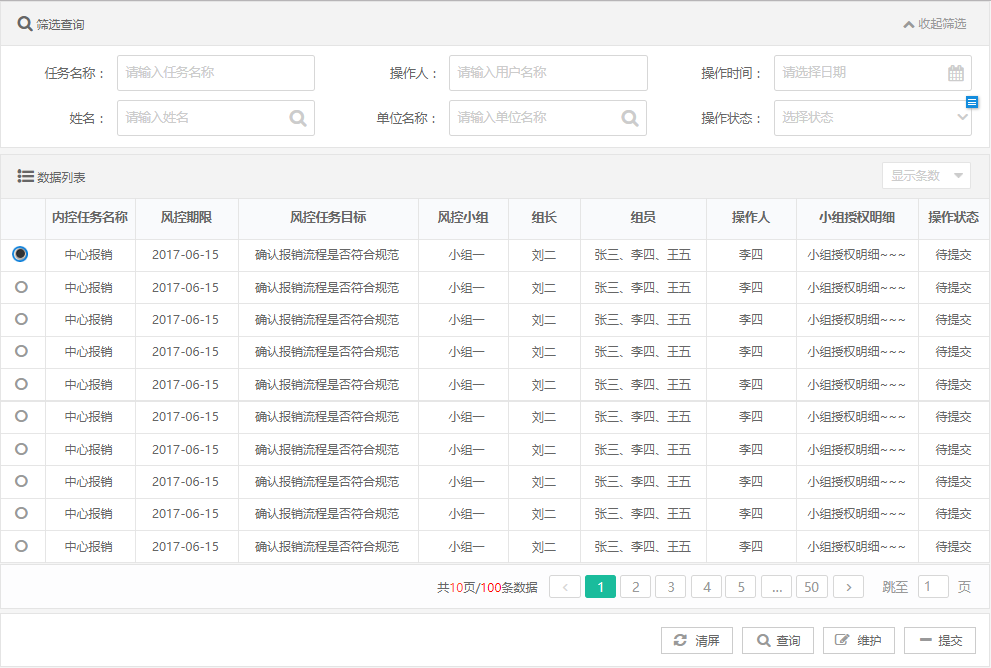 筛选查询 收起筛选
任务名称： 请输入任务名称 操作人： 请输入用户名称 操作时间： 请选择日期
姓名： 请输入姓名 单位名称： 请输入单位名称 操作状态： 选择状态
数据列表 显示条数
内控任务名称 风控期限 风控任务目标 风控小组 组长 组员 操作人 小组授权明细 操作状态
中心报销 2017-06-15 确认报销流程是否符合规范 小组一 刘二 张三、李四、王五 李四 小组授权明细~~~ 待提交
中心报销 2017-06-15 确认报销流程是否符合规范 小组一 刘二 张三、李四、王五 李四 小组授权明细~~~ 待提交
中心报销 2017-06-15 确认报销流程是否符合规范 小组一 刘二 张三、李四、王五 李四 小组授权明细~~~ 待提交
中心报销 2017-06-15 确认报销流程是否符合规范 小组一 刘二 张三、李四、王五 李四 小组授权明细~~~ 待提交
中心报销 2017-06-15 确认报销流程是否符合规范 小组一 刘二 张三、李四、王五 李四 小组授权明细~~~ 待提交
中心报销 2017-06-15 确认报销流程是否符合规范 小组一 刘二 张三、李四、王五 李四 小组授权明细~~~ 待提交
中心报销 2017-06-15 确认报销流程是否符合规范 小组一 刘二 张三、李四、王五 李四 小组授权明细~~~ 待提交
中心报销 2017-06-15 确认报销流程是否符合规范 小组一 刘二 张三、李四、王五 李四 小组授权明细~~~ 待提交
中心报销 2017-06-15 确认报销流程是否符合规范 小组一 刘二 张三、李四、王五 李四 小组授权明细~~~ 待提交
中心报销 2017-06-15 确认报销流程是否符合规范 小组一 刘二 张三、李四、王五 李四 小组授权明细~~~ 待提交
共10页/100条数据 < 1 2 3 4 5 ... 50 > 跳至 1 页
清屏 查询 维护 提交